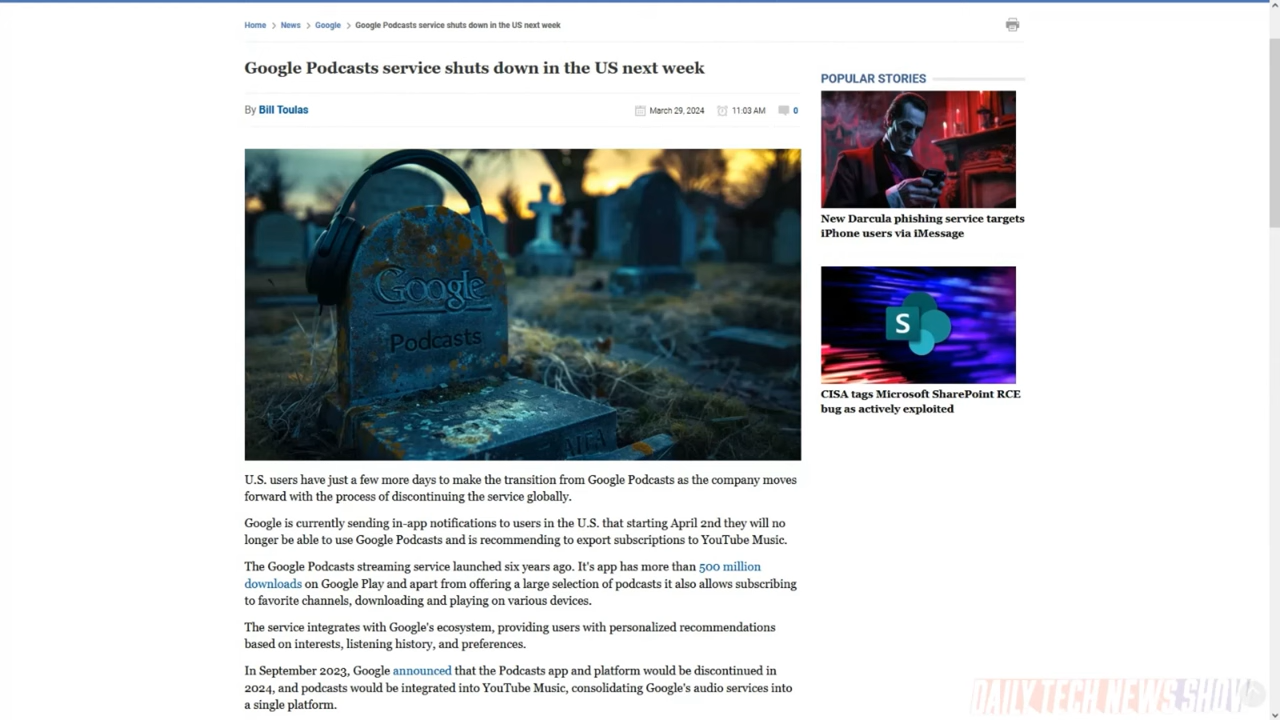 Home > News > Google > Google Podcasts service shuts down in the US next week
Google Podcasts service shuts down in the US next week
By Bill Toulas
March 29, 2024
11:03 AM
0
Google
Podcasts
U.S. users have just a few more days to make the transition from Google Podcasts as the company moves
forward with the process of discontinuing the service globally.
Google is currently sending in-app notifications to users in the U.S. that starting April 2nd they will no
longer be able to use Google Podcasts and is recommending to export subscriptions to YouTube Music.
The Google Podcasts streaming service launched six years ago. It's app has more than 500 million
downloads on Google Play and apart from offering a large selection of podcasts it also allows subscribing
to favorite channels, downloading and playing on various devices.
The service integrates with Google's ecosystem, providing users with personalized recommendations
based on interests, listening history, and preferences.
In September 2023, Google announced that the Podcasts app and platform would be discontinued in
2024, and podcasts would be integrated into YouTube Music, consolidating Google's audio services into
a single platform.
POPULAR STORIES
New Darcula phishing service targets
iPhone users via iMessage
S
CISA tags Microsoft SharePoint RCE
bug as actively exploited
DAILY TECH NEWS SHOW